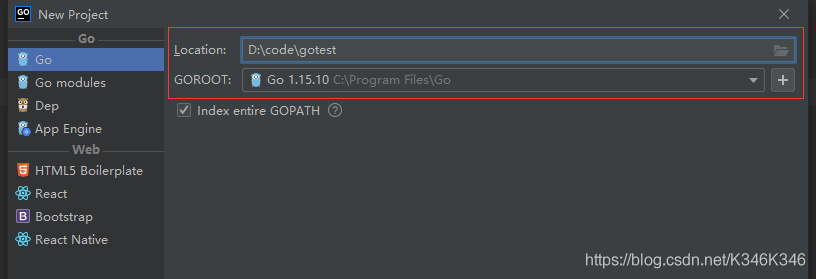 GO New Project
Go
Go
Go modules
Dep
App Engine
Web
HTML5 Boilerplate
React
Bootstrap
React Native
Location: D:\code\gotest
GOROOT: Go 1.15.10 C:\Program Files\Go
Index entire GOPATH ?
https://blog.csdn.net/K346K346